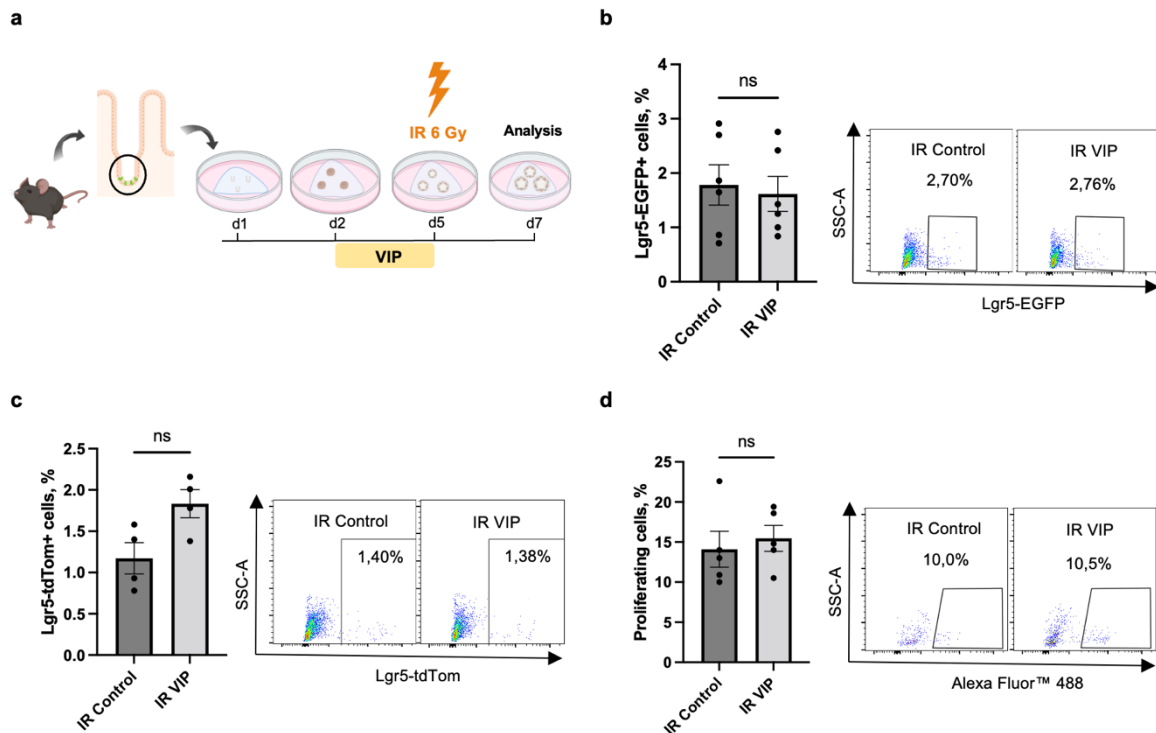 a
IR 6 Gy
Analysis
d1
d2
d5
d7
VIP
b
Lgr5-EGFP+ cells, %
4
3
2
1
0
ns
IR Control
IR VIP
SSC-A
IR Control
2,70%
IR VIP
2,76%
Lgr5-EGFP
c
Lgr5-tdTom+ cells, %
2.5
2.0
1.5
1.0
0.5
0.0
ns
IR Control
IR VIP
SSC-A
IR Control
1,40%
IR VIP
1,38%
Lgr5-tdTom
d
Proliferating cells, %
25
20
15
10
5
0
ns
IR Control
IR VIP
SSC-A
IR Control
10,0%
IR VIP
10,5%
Alexa Fluor™ 488